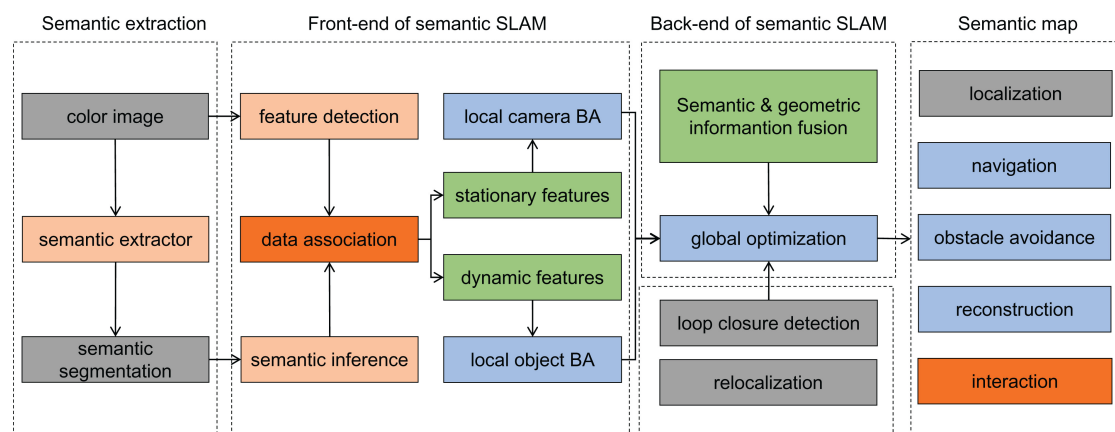 Semantic extraction
color image
semantic extractor
semantic
segmentation
Front-end of semantic SLAM
feature detection
data association
semantic inference
local camera BA
stationary features
dynamic features
local object BA
Back-end of semantic SLAM
Semantic & geometric
informantion fusion
global optimization
loop closure detection
relocalization
Semantic map
localization
navigation
obstacle avoidance
reconstruction
interaction